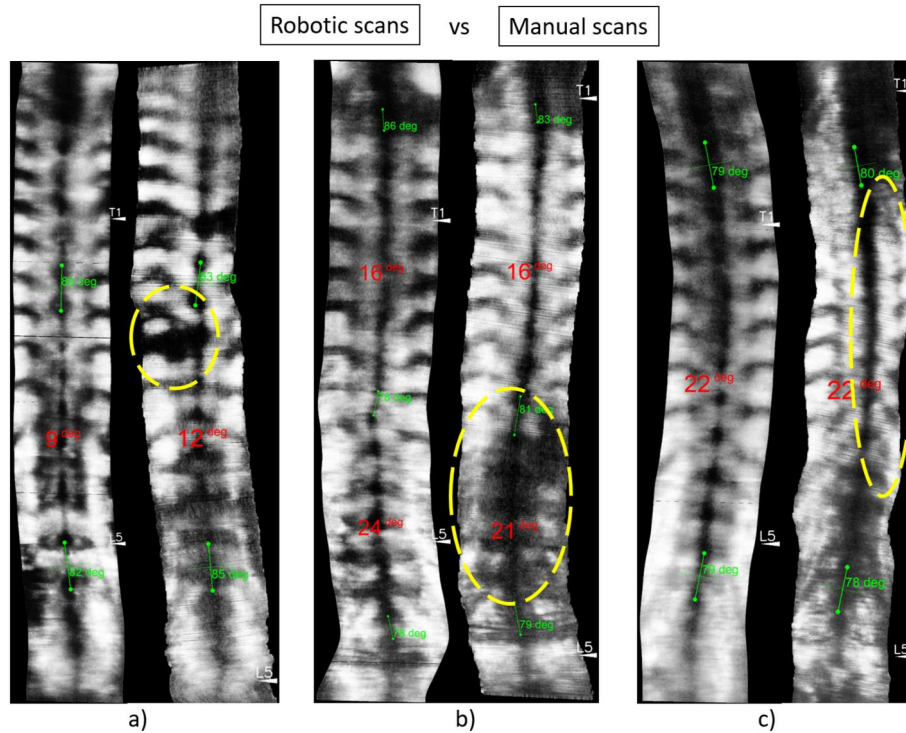 Robotic scans vs Manual scans
T1
86 deg
83 deg
T1
79 deg
80 deg
T1
T1
83 deg
16 deg
16 deg
81 deg
22 deg
22 deg
9 deg
12 deg
24 deg
21 deg
L5
L5
82 deg
85 deg
79 deg
78 deg
79 deg
L5
L5
a)
b)
c)